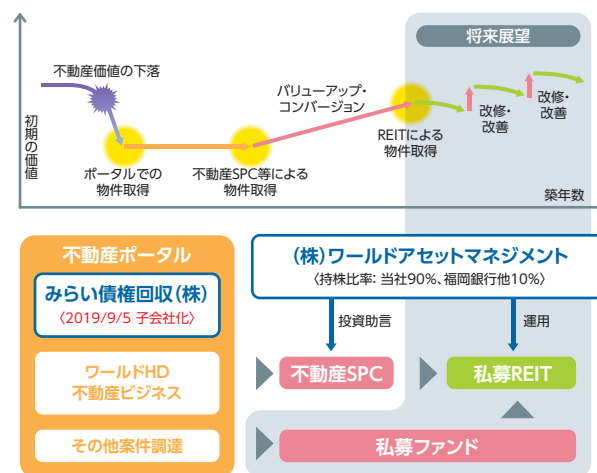 将来展望
不動産価値の下落
バリューアップ・
コンバージョン
改修・
改善
改修・
改善
初期の価値
ポータルでの
物件取得
不動産SPC等による
物件取得
REITによる
物件取得
築年数
不動産ポータル
みらい債権回収(株)
〈2019/9/5 子会社化〉
ワールドHD
不動産ビジネス
その他案件調達
(株)ワールドアセットマネジメント
〈持株比率: 当社90%、福岡銀行他10%〉
投資助言
運用
不動産SPC
私募REIT
私募ファンド